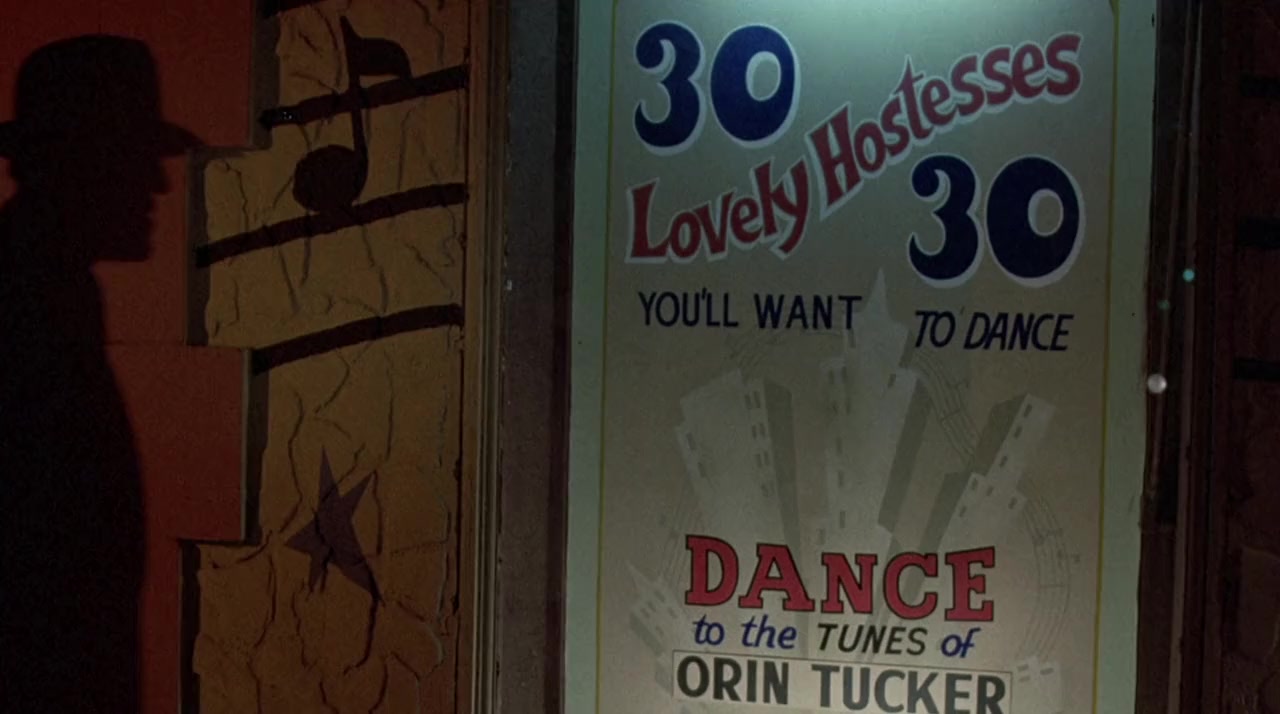 30
Lovely Hostesses
30
YOU'LL WANT TO DANCE
DANCE
to the TUNES of
ORIN TUCKER